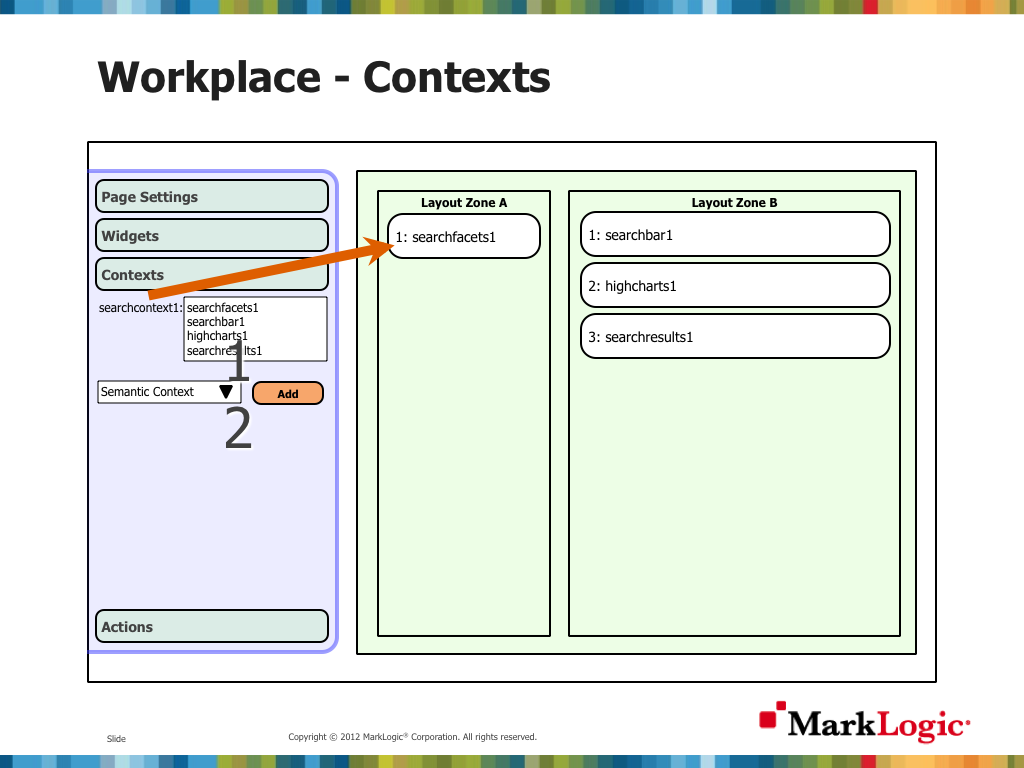 Workplace - Contexts
Page Settings
Widgets
Contexts
searchcontext1:
searchfacets1
searchbar1
highcharts1
searchresults1
1
Semantic Context
Add
2
Actions
Layout Zone A
1: searchfacets1
Layout Zone B
1: searchbar1
2: highcharts1
3: searchresults1
Slide
Copyright © 2012 MarkLogic® Corporation. All rights reserved.
MarkLogic